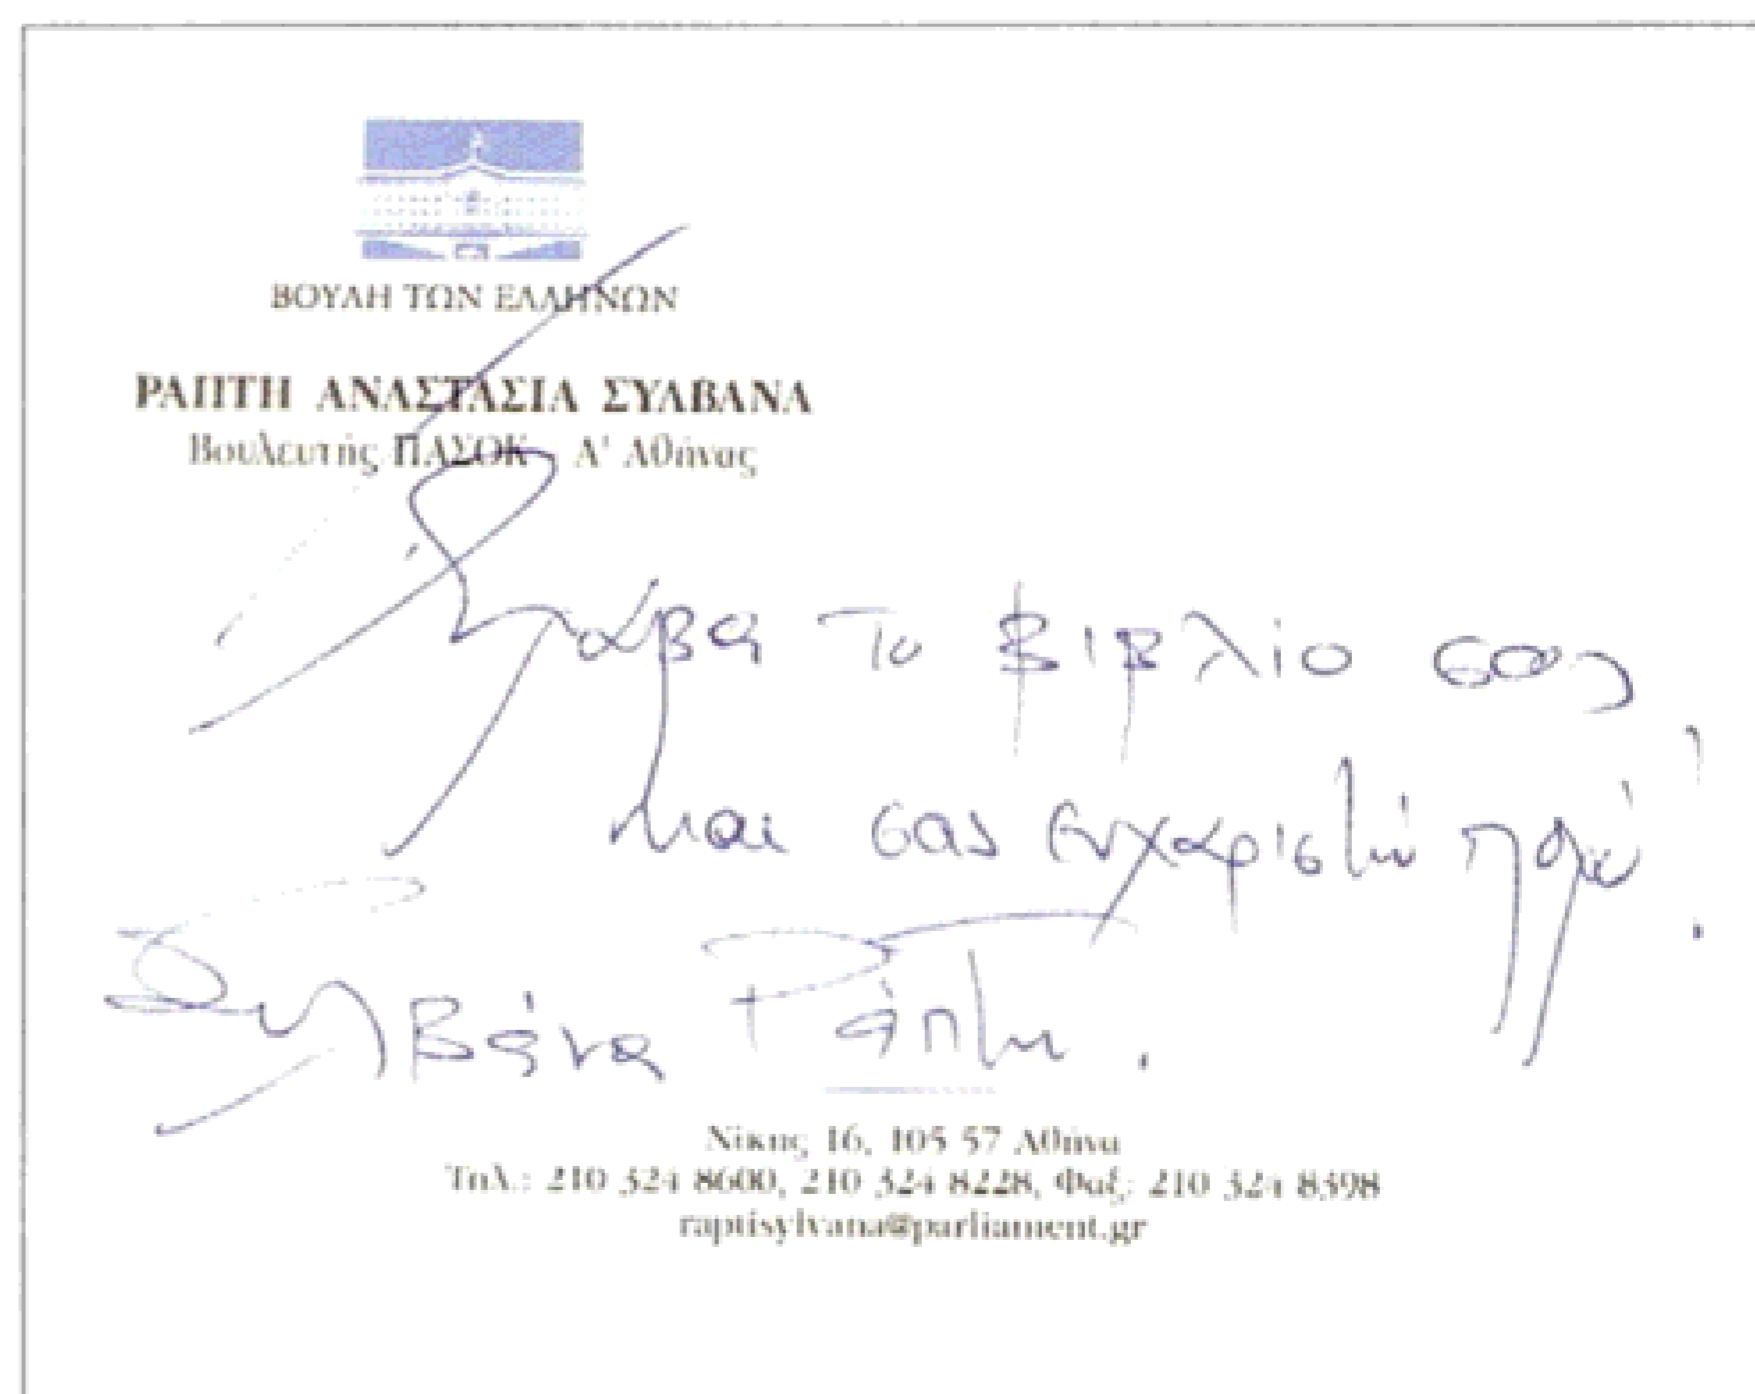 ΒΟΥΛΗ ΤΩΝ ΕΛΛΗΝΩΝ
ΡΑΠΤΗ ΑΝΑΣΤΑΣΙΑ ΣΥΛΒΑΝΑ
Βουλευτής ΠΑΣΟΚ - Α' Αθήνας
Έλαβα το βιβλίο σας
και σας ευχαριστώ πολύ!
Συλβάνα Ράπτη.
Νίκης 16, 105 57 Αθήνα
Τηλ.: 210 324 8600, 210 324 8228, Φαξ: 210 324 8398
raptisylvana@parliament.gr